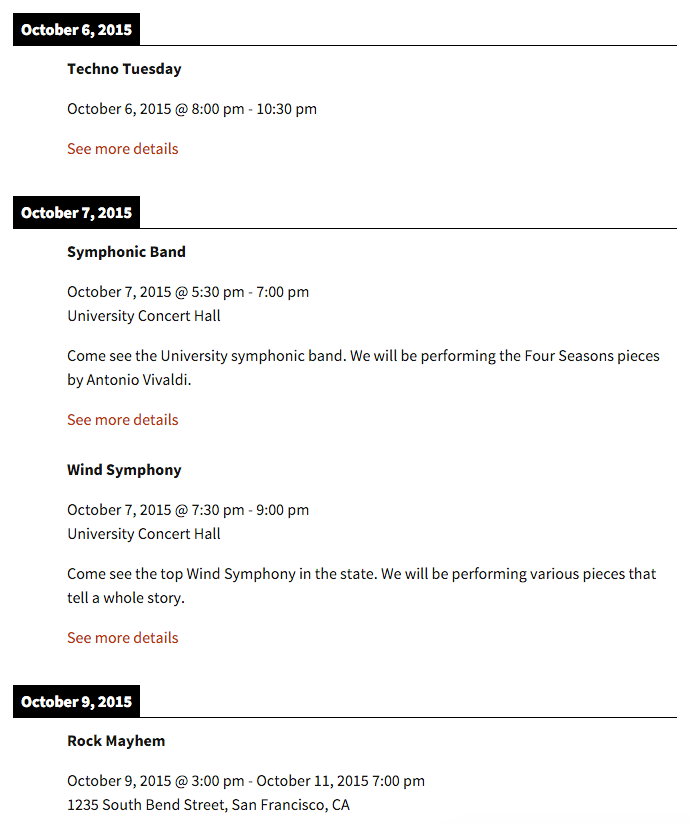 October 6, 2015
Techno Tuesday
October 6, 2015 @ 8:00 pm - 10:30 pm
See more details
October 7, 2015
Symphonic Band
October 7, 2015 @ 5:30 pm - 7:00 pm
University Concert Hall
Come see the University symphonic band. We will be performing the Four Seasons pieces
by Antonio Vivaldi.
See more details
Wind Symphony
October 7, 2015 @ 7:30 pm - 9:00 pm
University Concert Hall
Come see the top Wind Symphony in the state. We will be performing various pieces that
tell a whole story.
See more details
October 9, 2015
Rock Mayhem
October 9, 2015 @ 3:00 pm - October 11, 2015 7:00 pm
1235 South Bend Street, San Francisco, CA